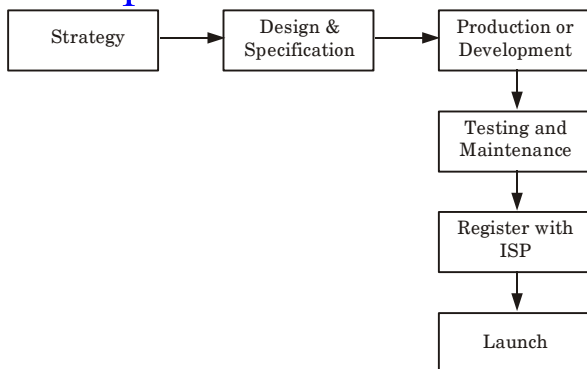 Strategy
Design &
Specification
Production or
Development
Testing and
Maintenance
Register with
ISP
Launch